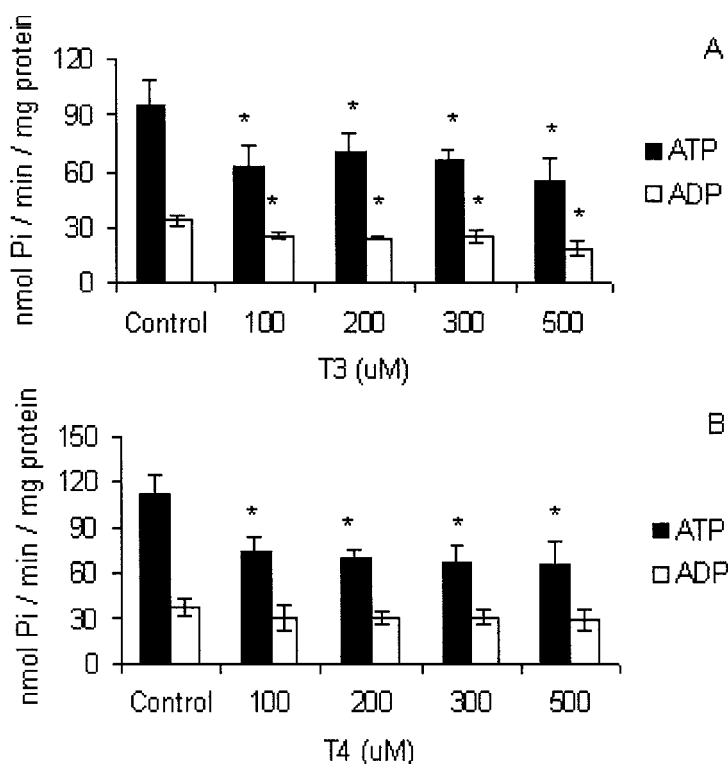 A
nmol Pi / min / mg protein
120
90
60
30
0
* * * *
* * * *
ATP
ADP
Control 100 200 300 500
T3 (uM)
B
nmol Pi / min / mg protein
150
120
90
60
30
0
* * * *
ATP
ADP
Control 100 200 300 500
T4 (uM)